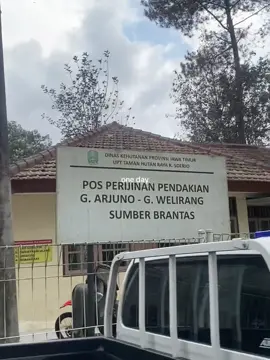 DINAS KEHUTANAN PROVINSI JAWA TIMUR
UPT TAMAN HUTAN RAYA R. SOERJO
one day
POS PERIJINAN PENDAKIAN
G. ARJUNO - G. WELIRANG
SUMBER BRANTAS